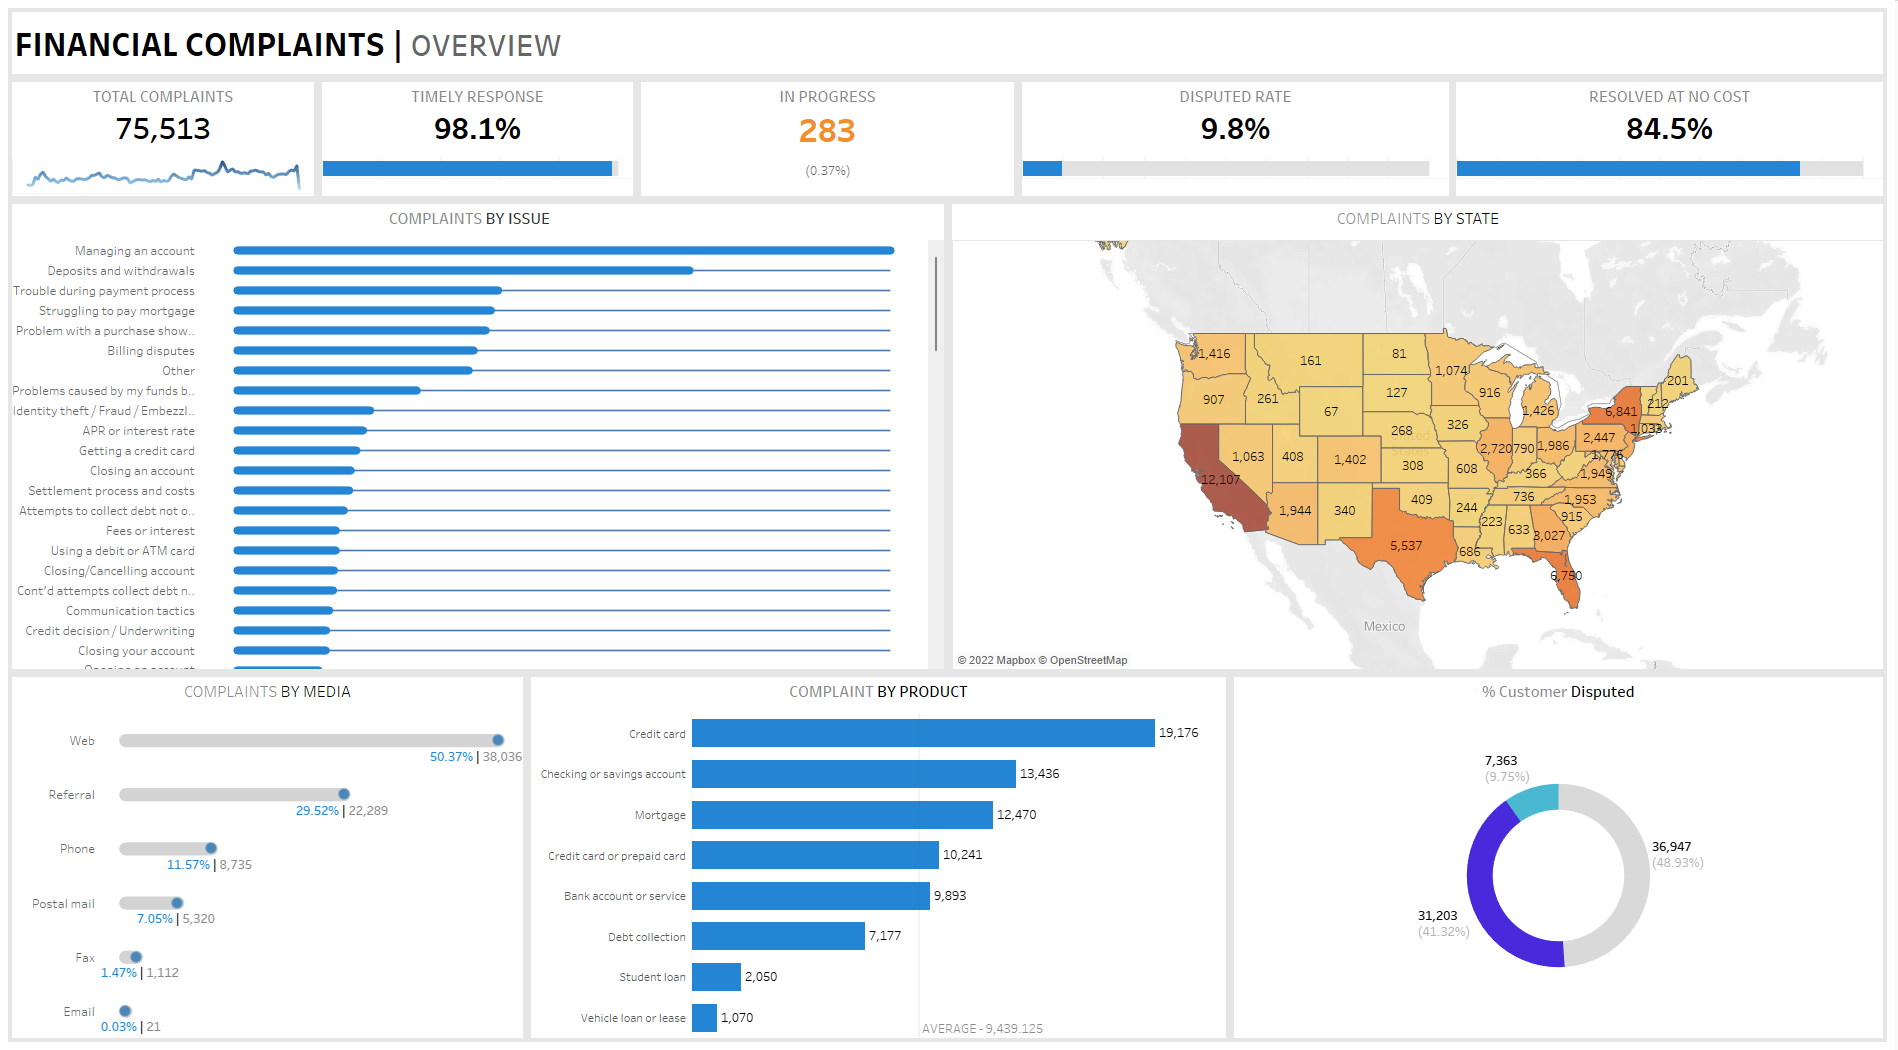 FINANCIAL COMPLAINTS | OVERVIEW
TOTAL COMPLAINTS
75,513
TIMELY RESPONSE
98.1%
IN PROGRESS
283
(0.37%)
DISPUTED RATE
9.8%
RESOLVED AT NO COST
84.5%
COMPLAINTS BY ISSUE
Managing an account
Deposits and withdrawals
Trouble during payment process
Struggling to pay mortgage
Problem with a purchase show..
Billing disputes
Other
Problems caused by my funds b..
Identity theft / Fraud / Embezzl..
APR or interest rate
Getting a credit card
Closing an account
Settlement process and costs
Attempts to collect debt not o..
Fees or interest
Using a debit or ATM card
Closing/Cancelling account
Cont'd attempts collect debt n..
Communication tactics
Credit decision / Underwriting
Closing your account
COMPLAINTS BY STATE
1,416
161
81
1,074
907
261
67
127
916
1,426
201
212
6,841
1,033
268
326
1,063
408
1,402
308
608
2,720
790
1,986
2,447
1,776
366
1,949
12,107
1,944
340
409
244
736
1,953
915
223
633
3,027
5,537
686
6,750
United
States
Mexico
© 2022 Mapbox © OpenStreetMap
COMPLAINTS BY MEDIA
Web
50.37% | 38,036
Referral
29.52% | 22,289
Phone
11.57% | 8,735
Postal mail
7.05% | 5,320
Fax
1.47% | 1,112
Email
0.03% | 21
COMPLAINT BY PRODUCT
Credit card 19,176
Checking or savings account 13,436
Mortgage 12,470
Credit card or prepaid card 10,241
Bank account or service 9,893
Debt collection 7,177
Student loan 2,050
Vehicle loan or lease 1,070
AVERAGE - 9,439.125
% Customer Disputed
7,363
(9.75%)
36,947
(48.93%)
31,203
(41.32%)